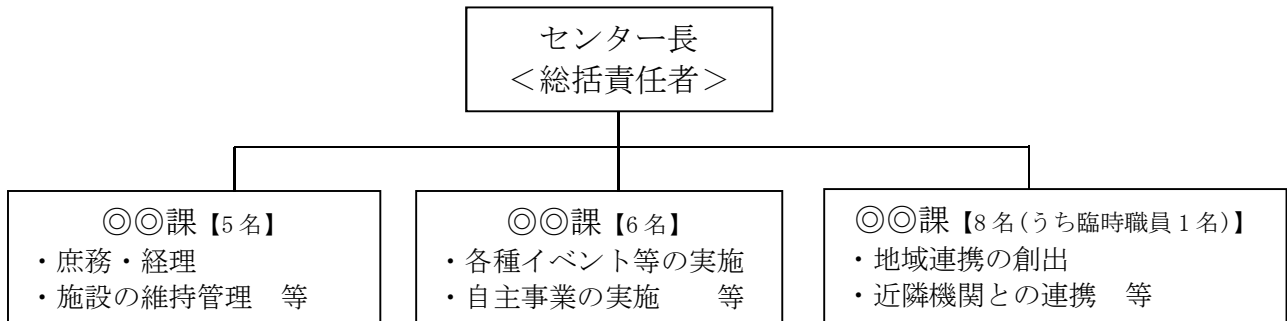 センター長
＜総括責任者＞
◎◎課【5名】
・庶務・経理
・施設の維持管理　等
◎◎課【6名】
・各種イベント等の実施
・自主事業の実施　　等
◎◎課【8名(うち臨時職員1名)】
・地域連携の創出
・近隣機関との連携　等